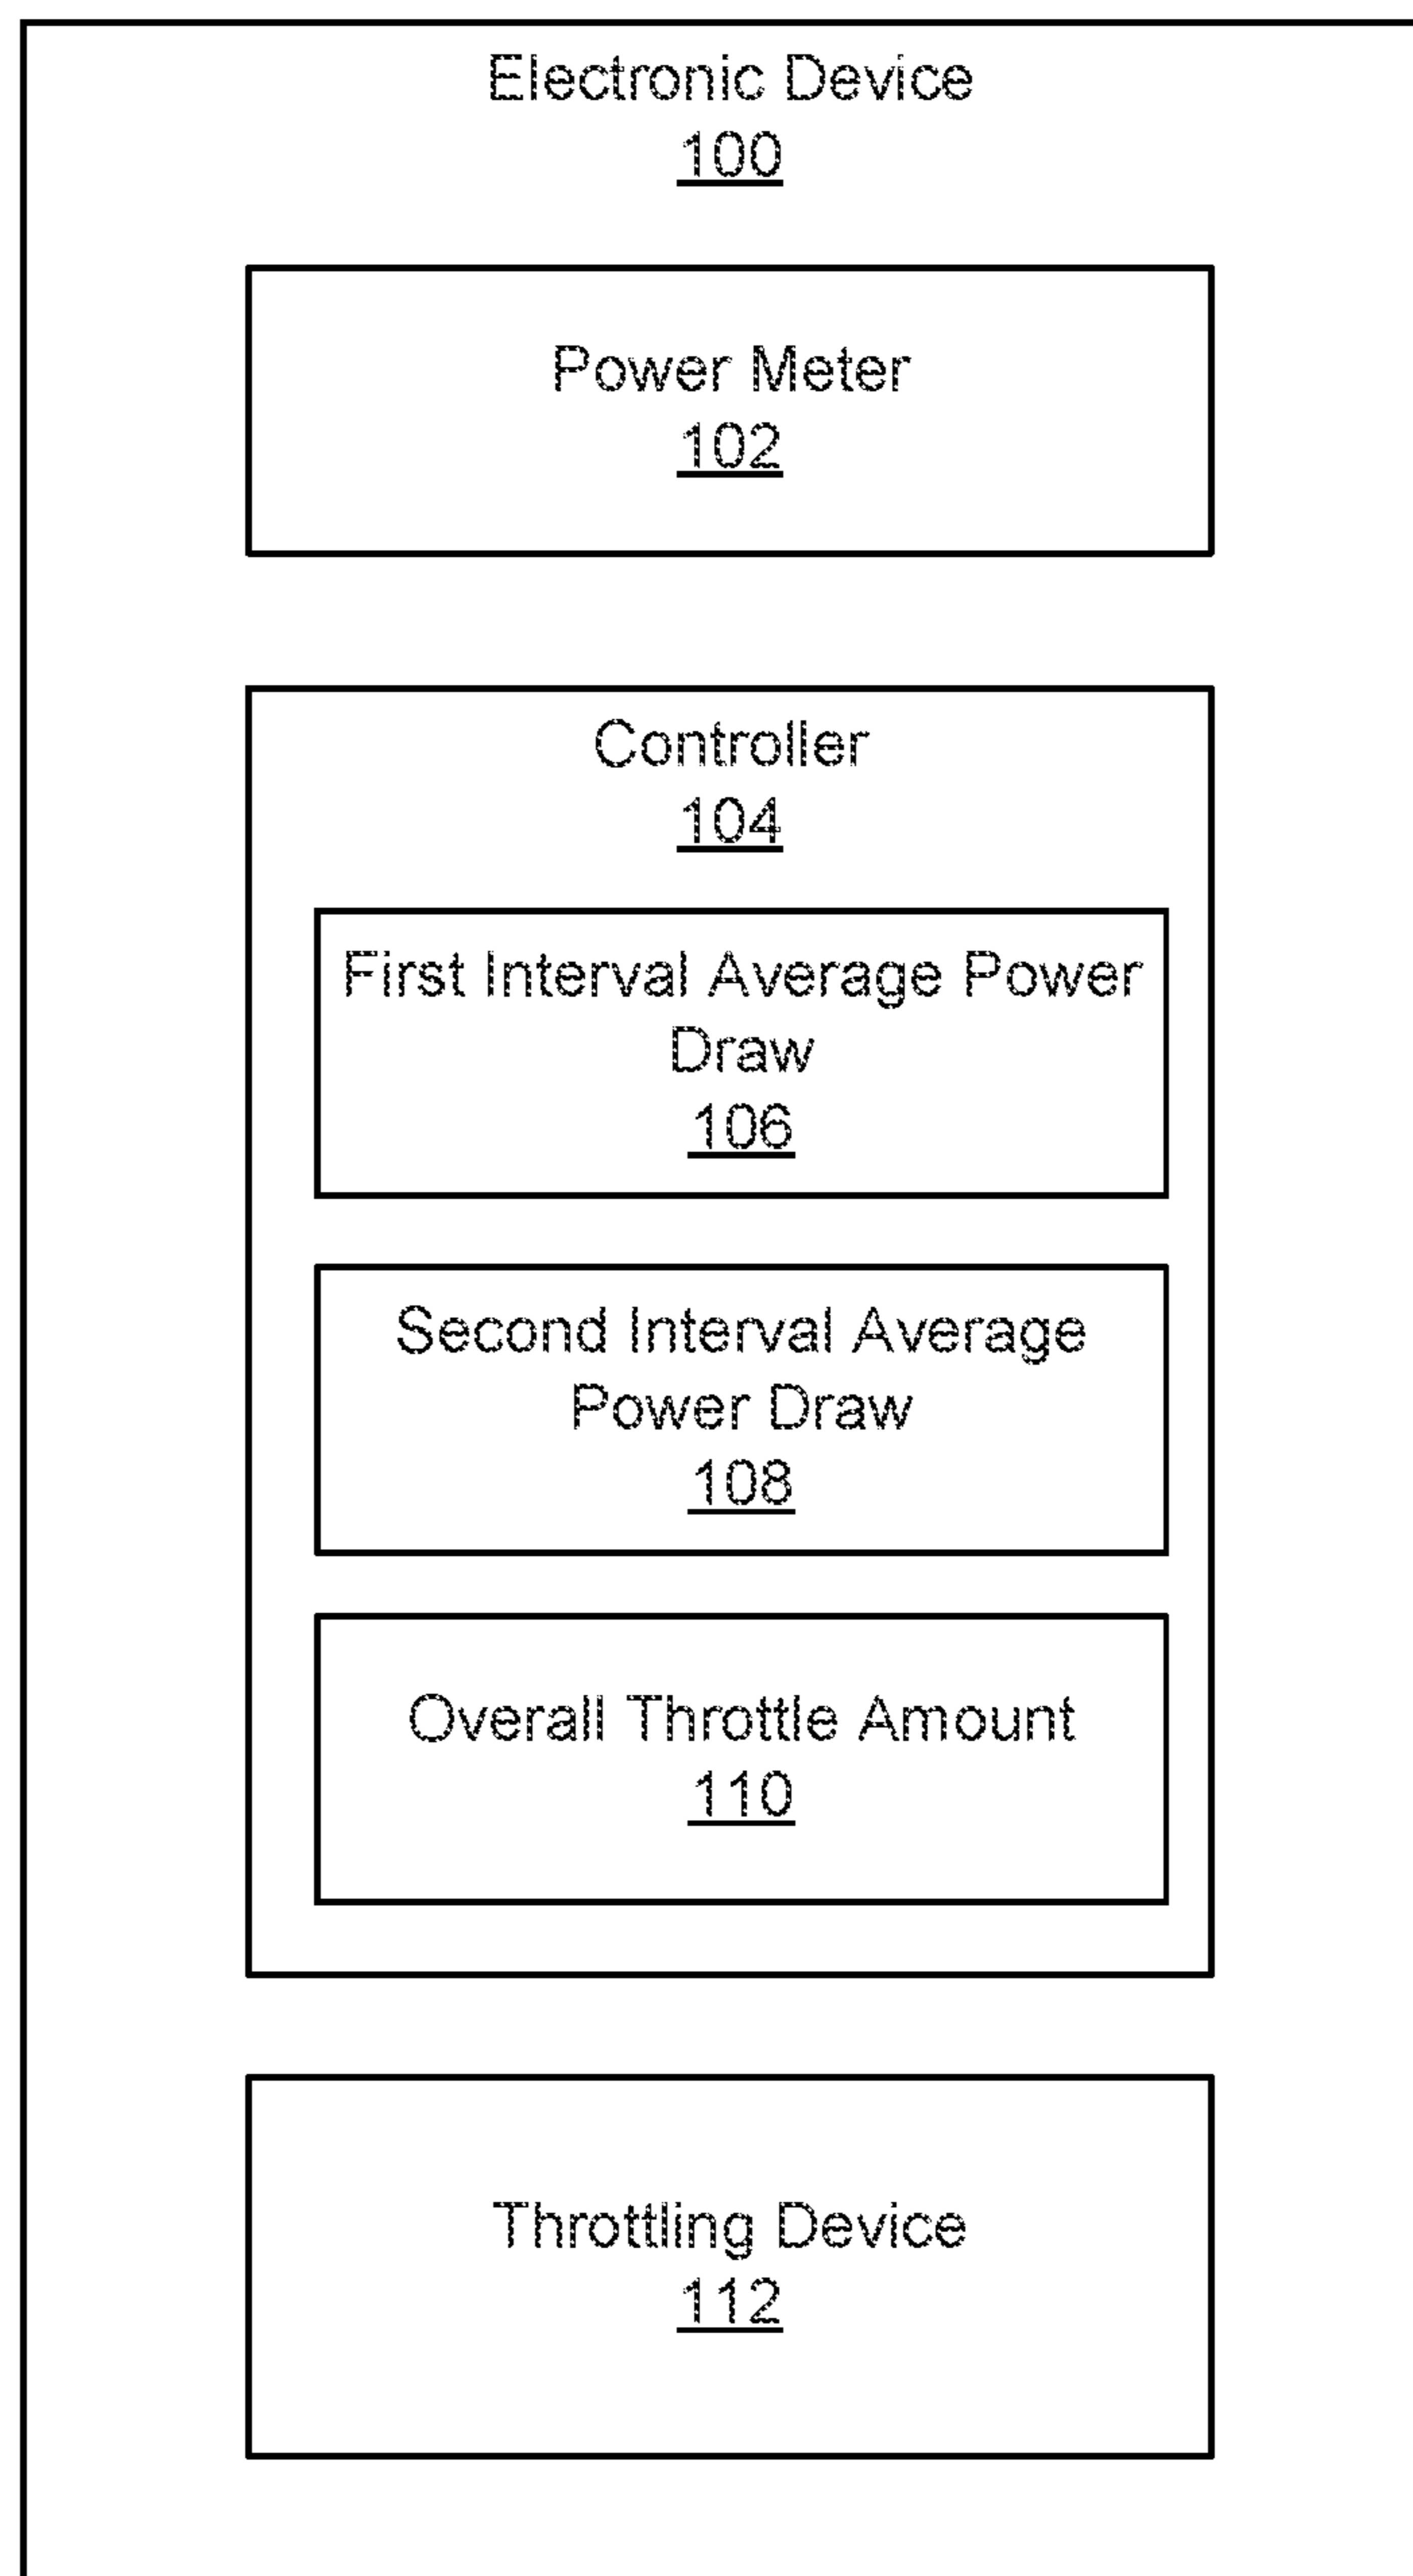 Electronic Device
100
Power Meter
102
Controller
104
First Interval Average Power
Draw
106
Second Interval Average
Power Draw
108
Overall Throttle Amount
110
Throttling Device
112